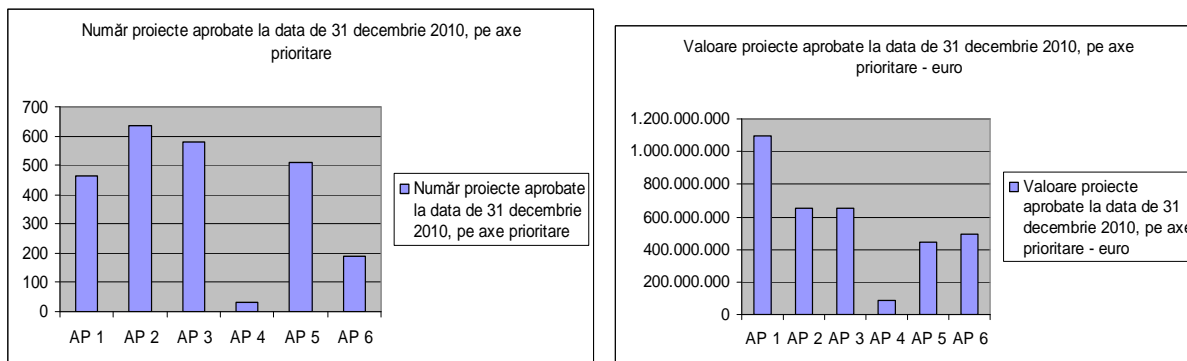 Număr proiecte aprobate la data de 31 decembrie 2010, pe axe
prioritare
700
600
500
400
300
200
100
0
AP 1 AP 2 AP 3 AP 4 AP 5 AP 6
Număr proiecte aprobate
la data de 31 decembrie
2010, pe axe prioritare
Valoare proiecte aprobate la data de 31 decembrie 2010, pe axe
prioritare - euro
1.200.000.000
1.000.000.000
800.000.000
600.000.000
400.000.000
200.000.000
0
AP 1 AP 2 AP 3 AP 4 AP 5 AP 6
Valoare proiecte
aprobate la data de 31
decembrie 2010, pe axe
prioritare - euro